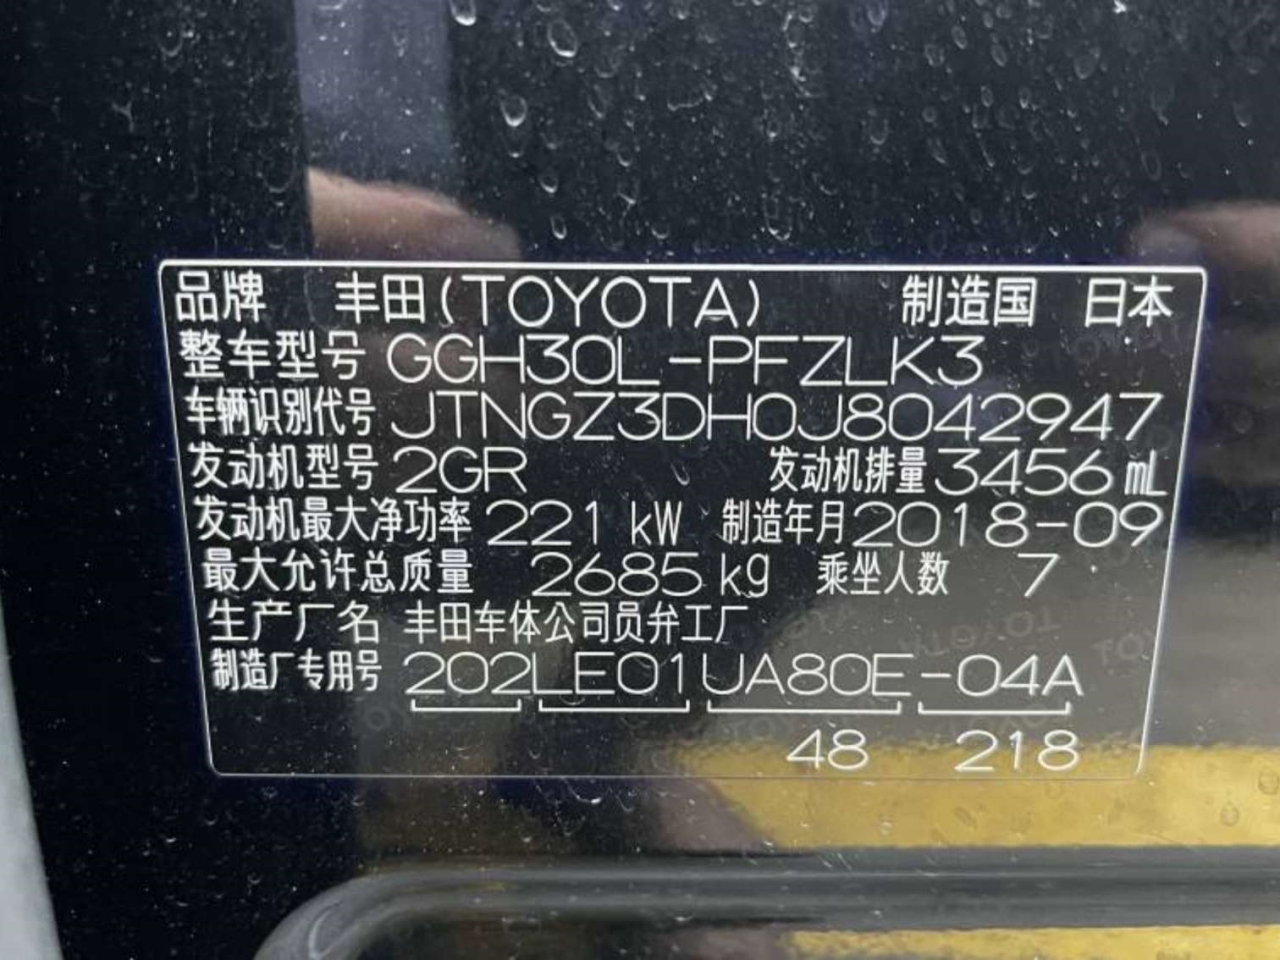 品牌 丰田(TOYOTA) 制造国 日本
整车型号 GGH30L-PFZLK3
车辆识别代号 JTNGZ3DH0J8042947
发动机型号 2GR 发动机排量 3456 mL
发动机最大净功率 221 kW 制造年月 2018-09
最大允许总质量 2685 kg 乘坐人数 7
生产厂名 丰田车体公司员弁工厂
制造厂专用号 202LE01UA80E-04A
48 218